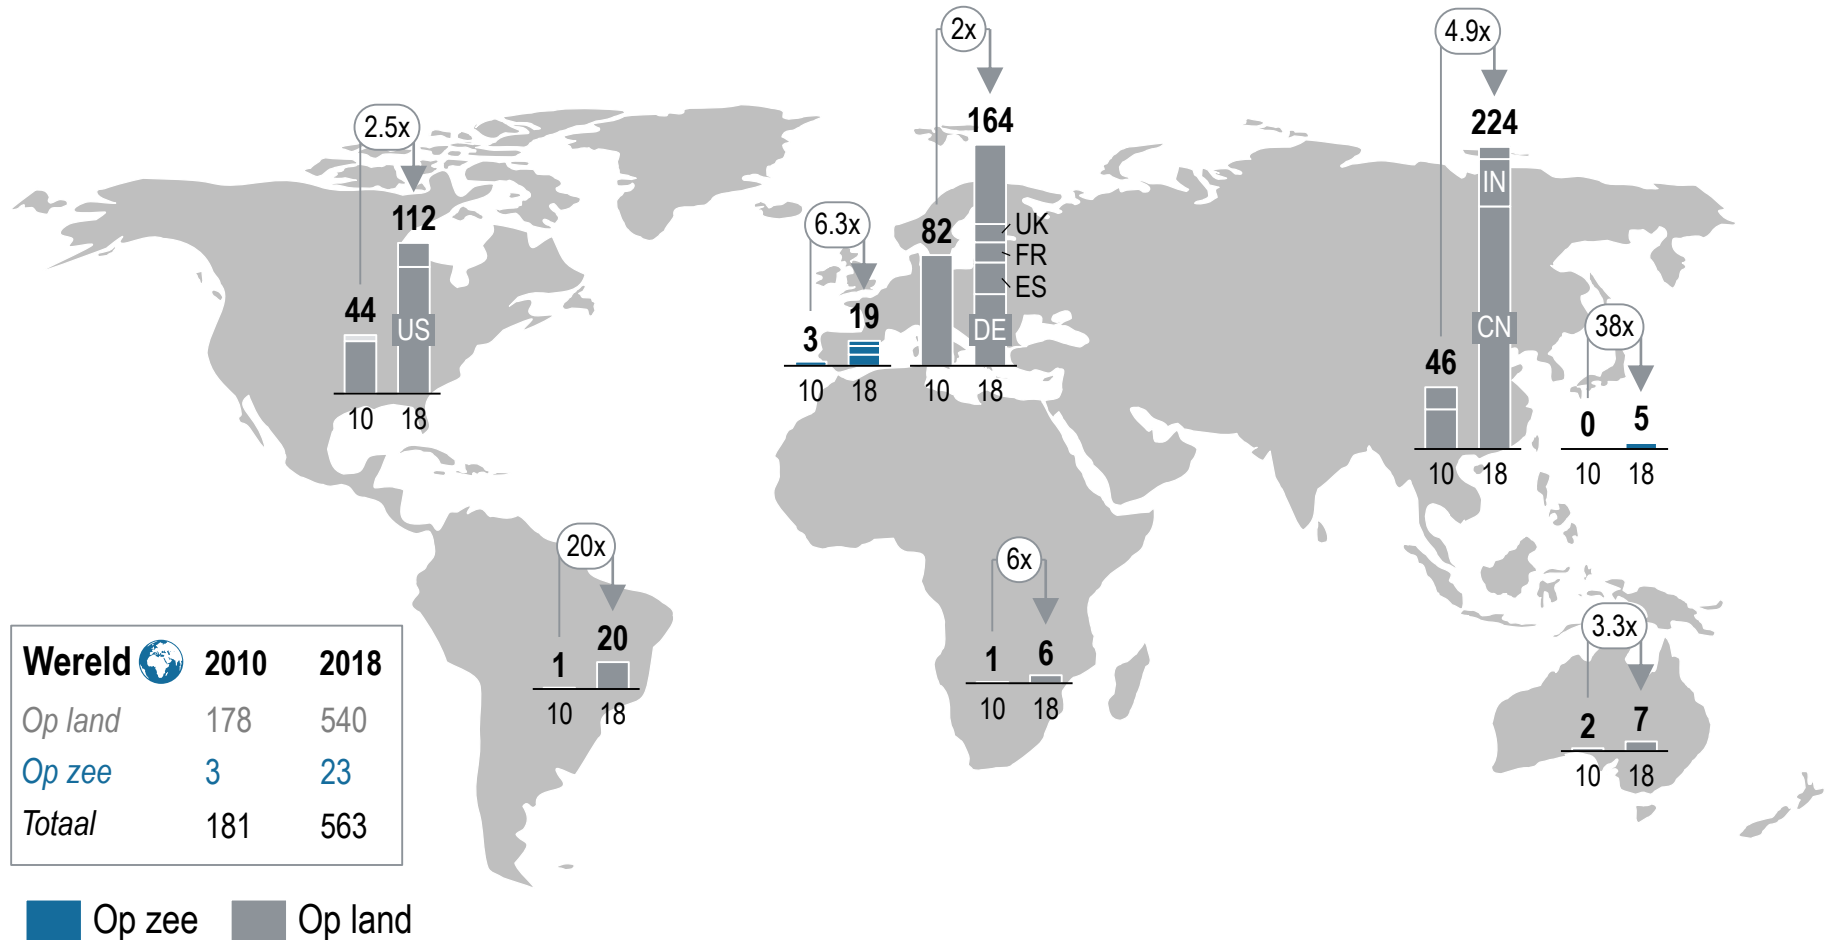 2x
4.9x
2.5x
164
224
IN
112
6.3x
82
UK
FR
ES
44
US
3
19
DE
CN
38x
46
10 18
10 18
10 18
0
5
10 18
10 18
20x
6x
1
20
10 18
1
6
10 18
3.3x
2
7
10 18
Wereld 2010 2018
Op land 178 540
Op zee 3 23
Totaal 181 563
Op zee Op land